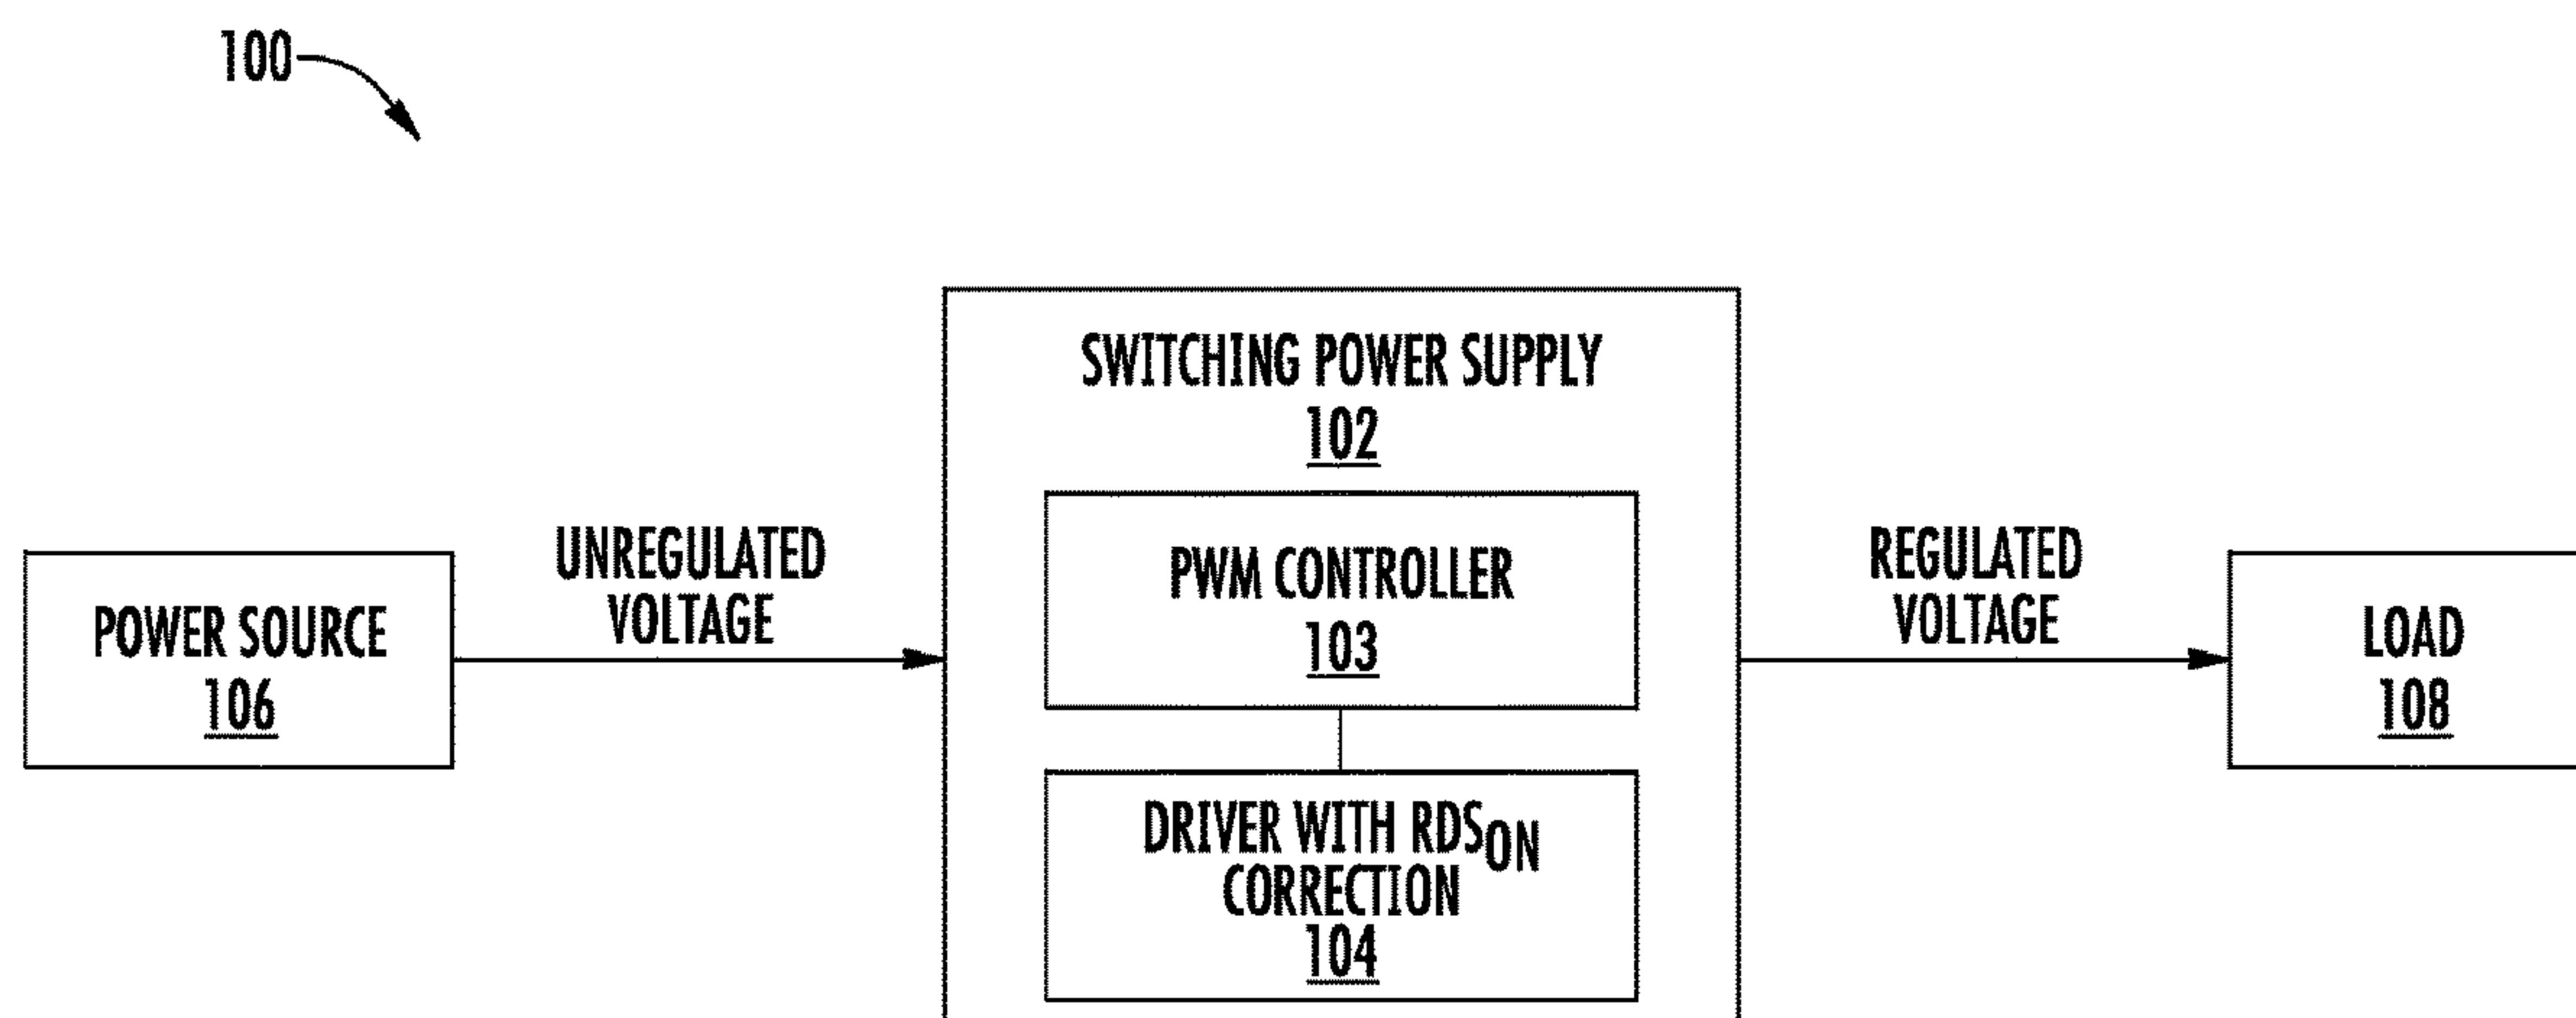 100
POWER SOURCE
106
UNREGULATED
VOLTAGE
SWITCHING POWER SUPPLY
102
PWM CONTROLLER
103
DRIVER WITH RDSON
CORRECTION
104
REGULATED
VOLTAGE
LOAD
108